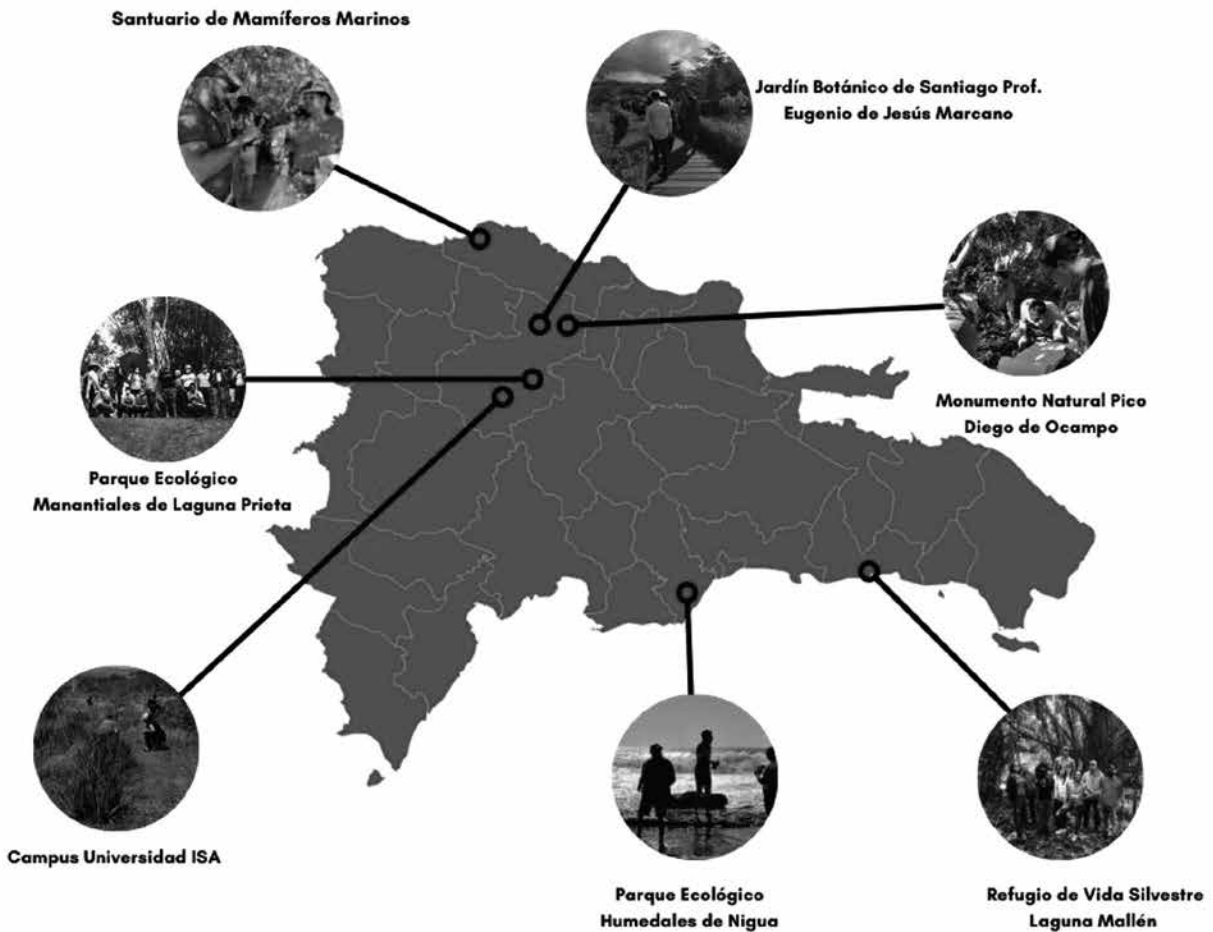 Santuario de Mamíferos Marinos
Jardín Botánico de Santiago Prof.
Eugenio de Jesús Marcano
Monumento Natural Pico
Diego de Ocampo
Parque Ecológico
Manantiales de Laguna Prieta
Campus Universidad ISA
Parque Ecológico
Humedales de Nigua
Refugio de Vida Silvestre
Laguna Mallén